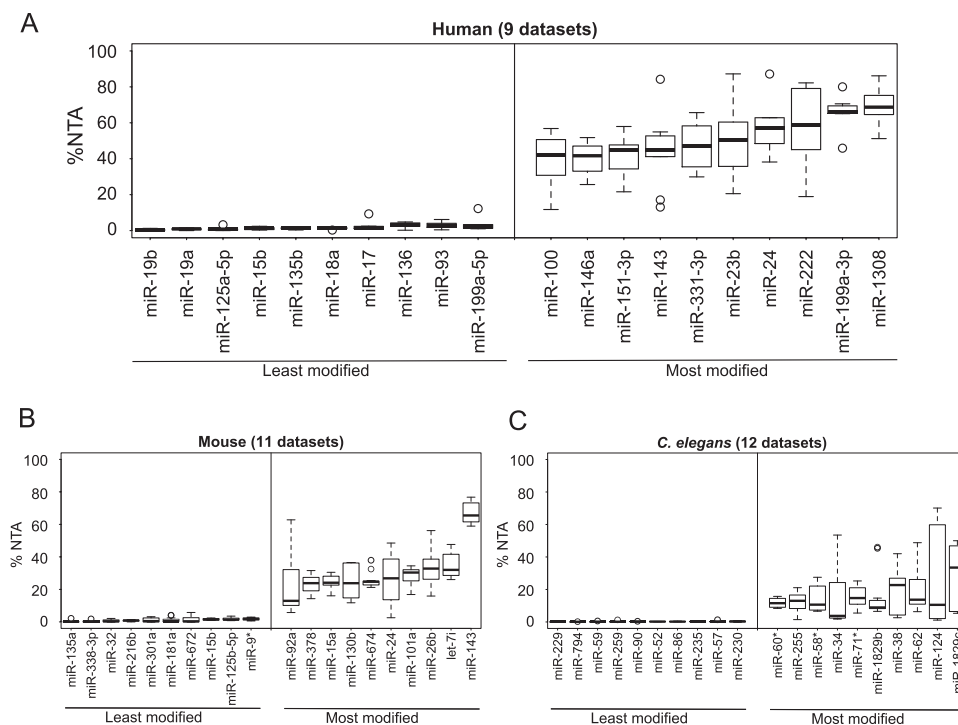 A
Human (9 datasets)
%NTA
100
80
60
40
20
0
miR-19b
miR-19a
miR-125a-5p
miR-15b
miR-135b
miR-18a
miR-17
miR-136
miR-93
miR-199a-5p
miR-100
miR-146a
miR-151-3p
miR-143
miR-331-3p
miR-23b
miR-24
miR-222
miR-199a-3p
miR-1308
Least modified
Most modified
B
Mouse (11 datasets)
% NTA
100
80
60
40
20
0
miR-135a
miR-338-3p
miR-32
miR-216b
miR-301a
miR-181a
miR-672
miR-15b
miR-125b-5p
miR-9*
miR-92a
miR-378
miR-15a
miR-130b
miR-674
miR-24
miR-101a
miR-26b
let-7i
miR-143
Least modified
Most modified
C
C. elegans (12 datasets)
% NTA
100
80
60
40
20
0
miR-229
miR-794
miR-59
miR-259
miR-90
miR-52
miR-86
miR-235
miR-57
miR-230
miR-60*
miR-255
miR-58*
miR-34
miR-71*
miR-1829b
miR-38
miR-62
miR-124
Least modified
Most modified